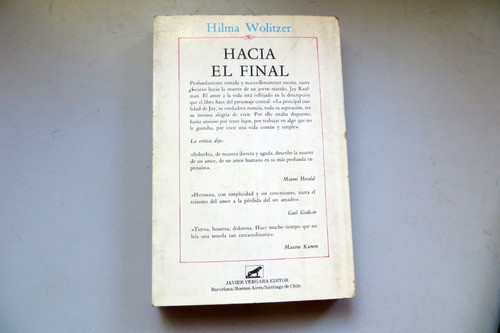 Hilma Wolitzer
HACIA
EL FINAL
Profundamente sentida y maravillosamente escrita, narra
el vacío hacia la muerte de un joven marido, Jay Kauf-
man. El amor a la vida está reflejado en la descripción
que el libro hace del personaje central: «La principal cua-
lidad de Jay, su verdadera esencia, toda su aspiración, era
su intensa alegría de vivir. Por ello estaba dispuesto,
hasta ansioso por tener hijos, por trabajar en algo que no
le gustaba, por vivir una vida común y simple».
La crítica dijo:
«Soberbia, de manera directa y aguda, describe la muerte
de un amor, de un amor humano en su más profunda ex-
presión».
Miami Herald
«Hermosa, con simplicidad y sin concesiones, narra el
tránsito del amor a la pérdida del ser amado».
Gail Godwin
«Tierna, honesta, dolorosa. Hace mucho tiempo que no
leía una novela tan extraordinaria».
Maxine Kumin
JAVIER VERGARA EDITOR
Barcelona/Buenos Aires/Santiago de Chile